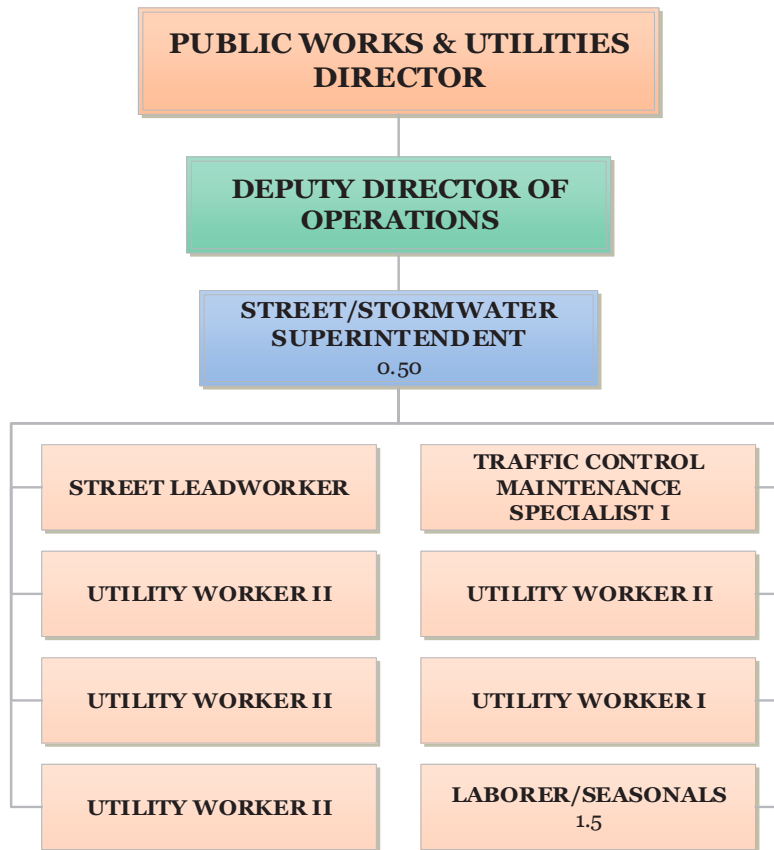 PUBLIC WORKS & UTILITIES
DIRECTOR
DEPUTY DIRECTOR OF
OPERATIONS
STREET/STORMWATER
SUPERINTENDENT
0.50
STREET LEADWORKER
TRAFFIC CONTROL
MAINTENANCE
SPECIALIST I
UTILITY WORKER II
UTILITY WORKER II
UTILITY WORKER II
UTILITY WORKER I
UTILITY WORKER II
LABORER/SEASONALS
1.5